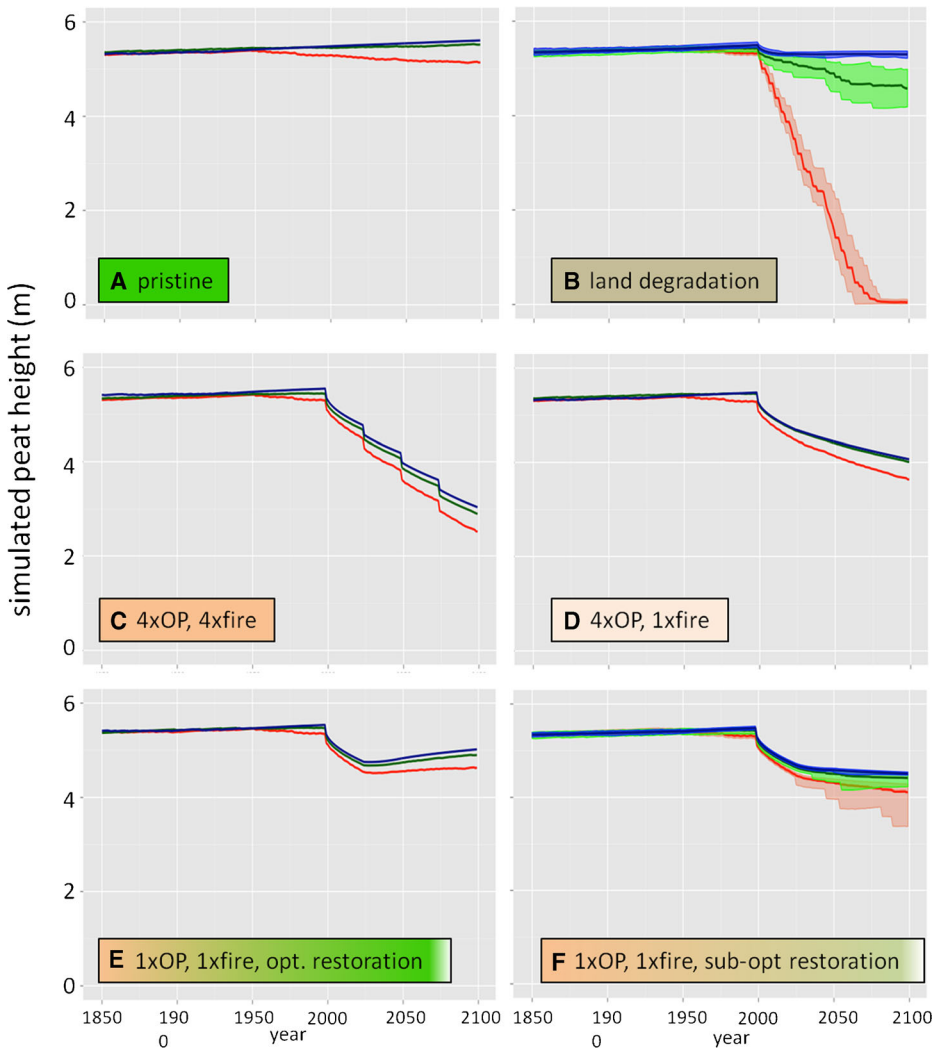 simulated peat height (m)
6
4
2
0
A pristine
B land degradation
6
4
2
0
C 4xOP, 4xfire
D 4xOP, 1xfire
6
4
2
0
E 1xOP, 1xfire, opt. restoration
F 1xOP, 1xfire, sub-opt restoration
1850 190 1950 2000 2050 2100
0
year
1850 190 1950 2000 2050 2100
0
year